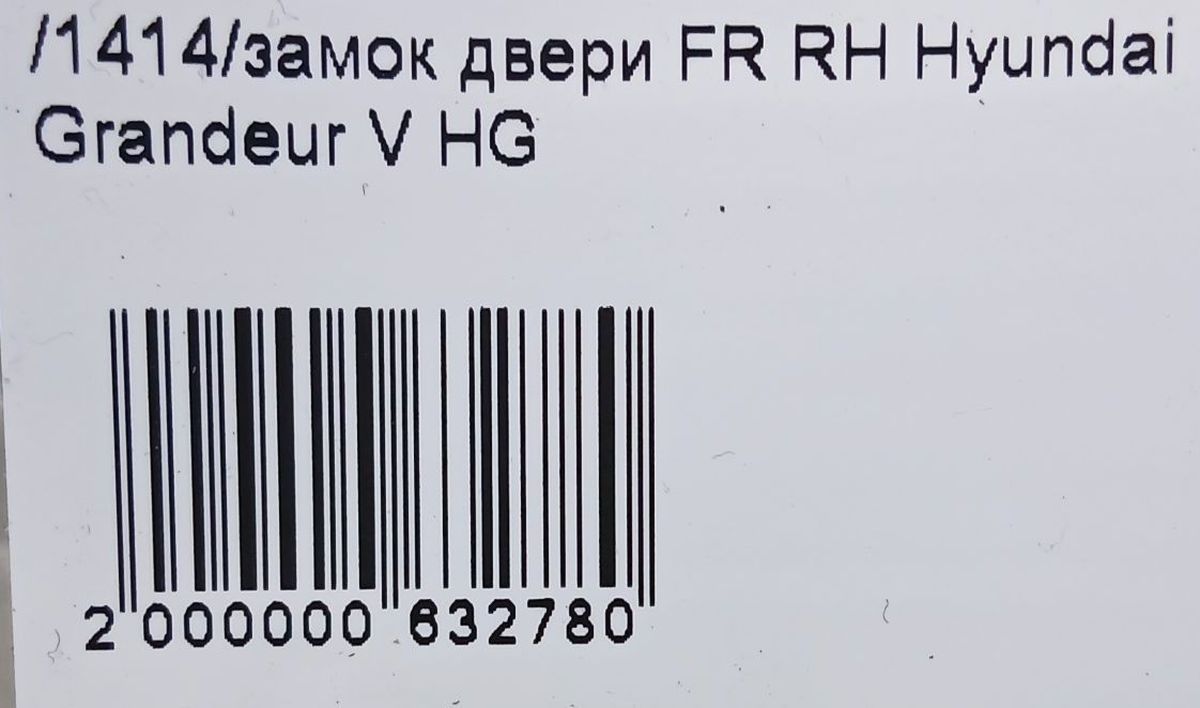 /1414/замок двери FR RH Hyundai
Grandeur V HG
2 000000 632780